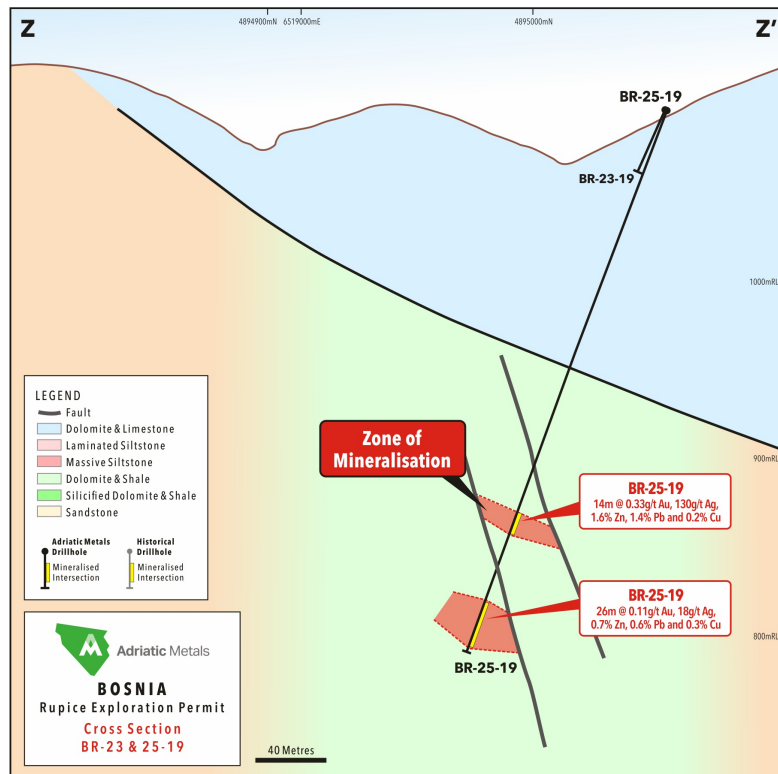 Z
4894900mN 6519000mE
4895000mN
Z'
BR-25-19
BR-23-19
1000mRL
LEGEND
Fault
Dolomite & Limestone
Laminated Siltstone
Massive Siltstone
Dolomite & Shale
Silicified Dolomite & Shale
Sandstone
Adriatic Metals
Drillhole
Mineralised
Intersection
Historical
Drillhole
Mineralised
Intersection
Zone of
Mineralisation
900mRL
BR-25-19
14m @ 0.33g/t Au, 130g/t Ag,
1.6% Zn, 1.4% Pb and 0.2% Cu
BR-25-19
26m @ 0.11g/t Au, 18g/t Ag,
0.7% Zn, 0.6% Pb and 0.3% Cu
800mRL
BR-25-19
Adriatic Metals
BOSNIA
Rupice Exploration Permit
Cross Section
BR-23 & 25-19
40 Metres